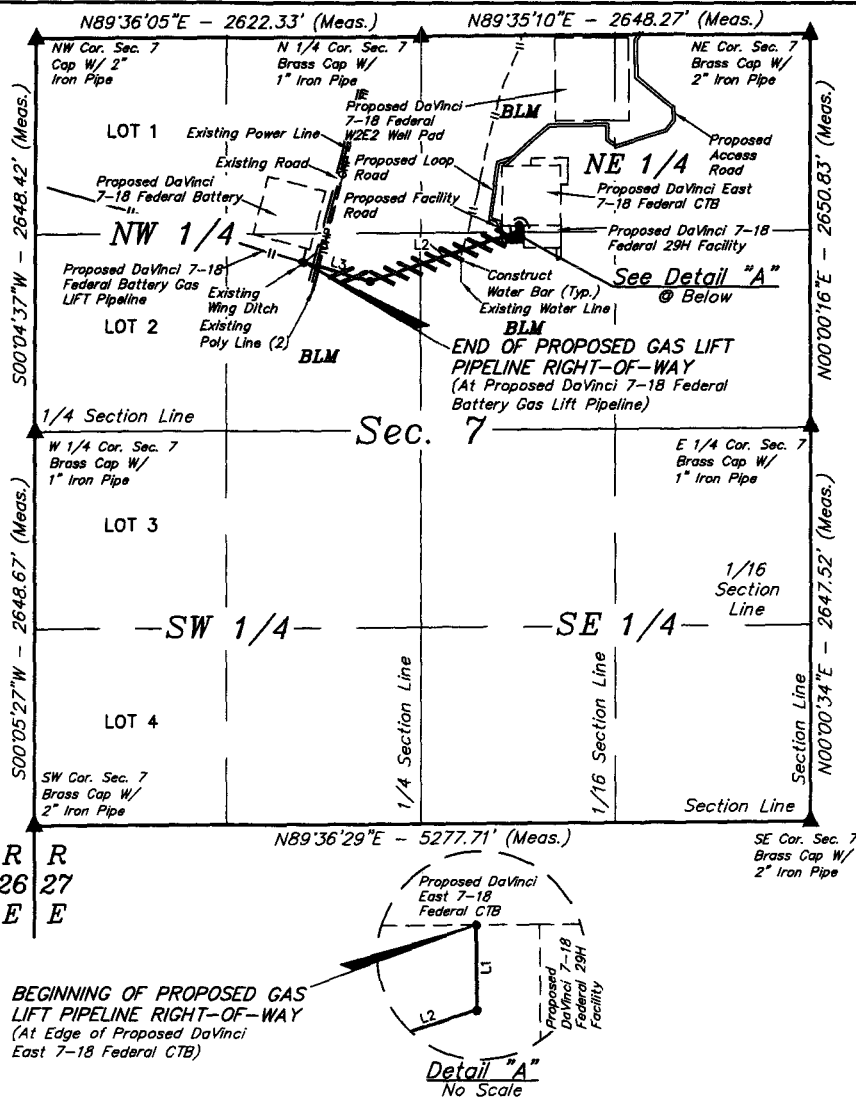 N89°36'05"E - 2622.33' (Meas.)
N89°35'10"E - 2648.27' (Meas.)
NW Cor. Sec. 7
Cap W/ 2"
Iron Pipe
N 1/4 Cor. Sec. 7
Brass Cap W/
1" Iron Pipe
NE Cor. Sec. 7
Brass Cap W/
2" Iron Pipe
S00°04'37"W - 2648.42' (Meas.)
N00°00'16"E - 2650.83' (Meas.)
LOT 1
Existing Power Line
Existing Road
Proposed DaVinci
7-18 Federal
W2E2 Well Pad
BLM
Proposed Loop
Road
Proposed
Access
Road
Proposed DaVinci
7-18 Federal Battery
Proposed Facility
Road
NE 1/4
Proposed DaVinci East
7-18 Federal CTB
NW 1/4
L3
L2
Proposed DaVinci 7-18
Federal 29H Facility
Proposed DaVinci 7-18
Federal Battery Gas
LIFT Pipeline
Existing
Wing Ditch
Existing
Poly Line (2)
Construct
Water Bar (Typ.)
Existing Water Line
See Detail "A"
@ Below
LOT 2
BLM
BLM
END OF PROPOSED GAS LIFT
PIPELINE RIGHT-OF-WAY
(At Proposed DaVinci 7-18 Federal
Battery Gas Lift Pipeline)
1/4 Section Line
Sec. 7
W 1/4 Cor. Sec. 7
Brass Cap W/
1" Iron Pipe
E 1/4 Cor. Sec. 7
Brass Cap W/
1" Iron Pipe
S00°05'27"W - 2648.67' (Meas.)
N00°00'34"E - 2647.52' (Meas.)
LOT 3
1/16
Section
Line
SW 1/4
SE 1/4
LOT 4
1/4 Section Line
1/16 Section Line
Section Line
SW Cor. Sec. 7
Brass Cap W/
2" Iron Pipe
Section Line
N89°36'29"E - 5277.71' (Meas.)
SE Cor. Sec. 7
Brass Cap W/
2" Iron Pipe
R R
26 27
E E
Proposed DaVinci
East 7-18
Federal CTB
L1
L2
Proposed
DaVinci 7-18
Federal 29H
Facility
BEGINNING OF PROPOSED GAS
LIFT PIPELINE RIGHT-OF-WAY
(At Edge of Proposed DaVinci
East 7-18 Federal CTB)
Detail "A"
No Scale